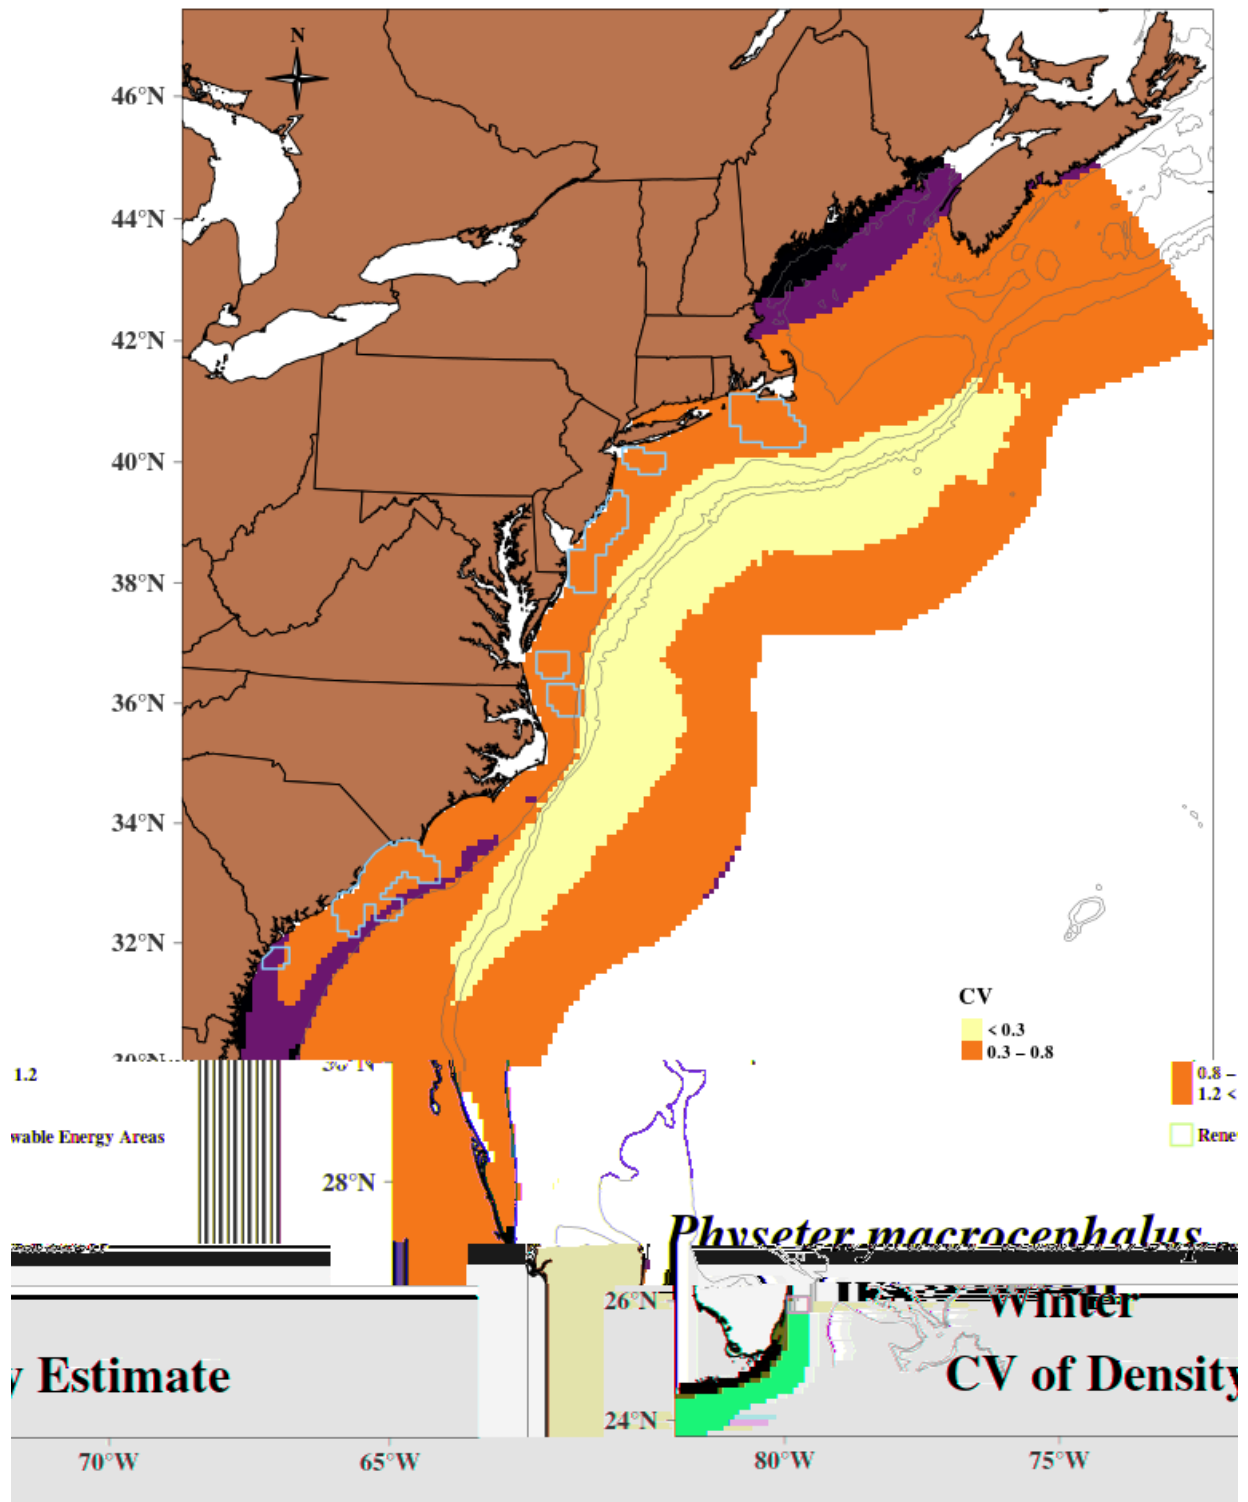 N
46°N
44°N
42°N
40°N
38°N
36°N
34°N
32°N
CV
< 0.3
0.3 – 0.8
30°N
1.2
0.8 –
1.2 <
wable Energy Areas
Rene
28°N
Physeter macrocephalus
26°N
Winter
y Estimate
CV of Density
24°N
70°W
65°W
80°W
75°W